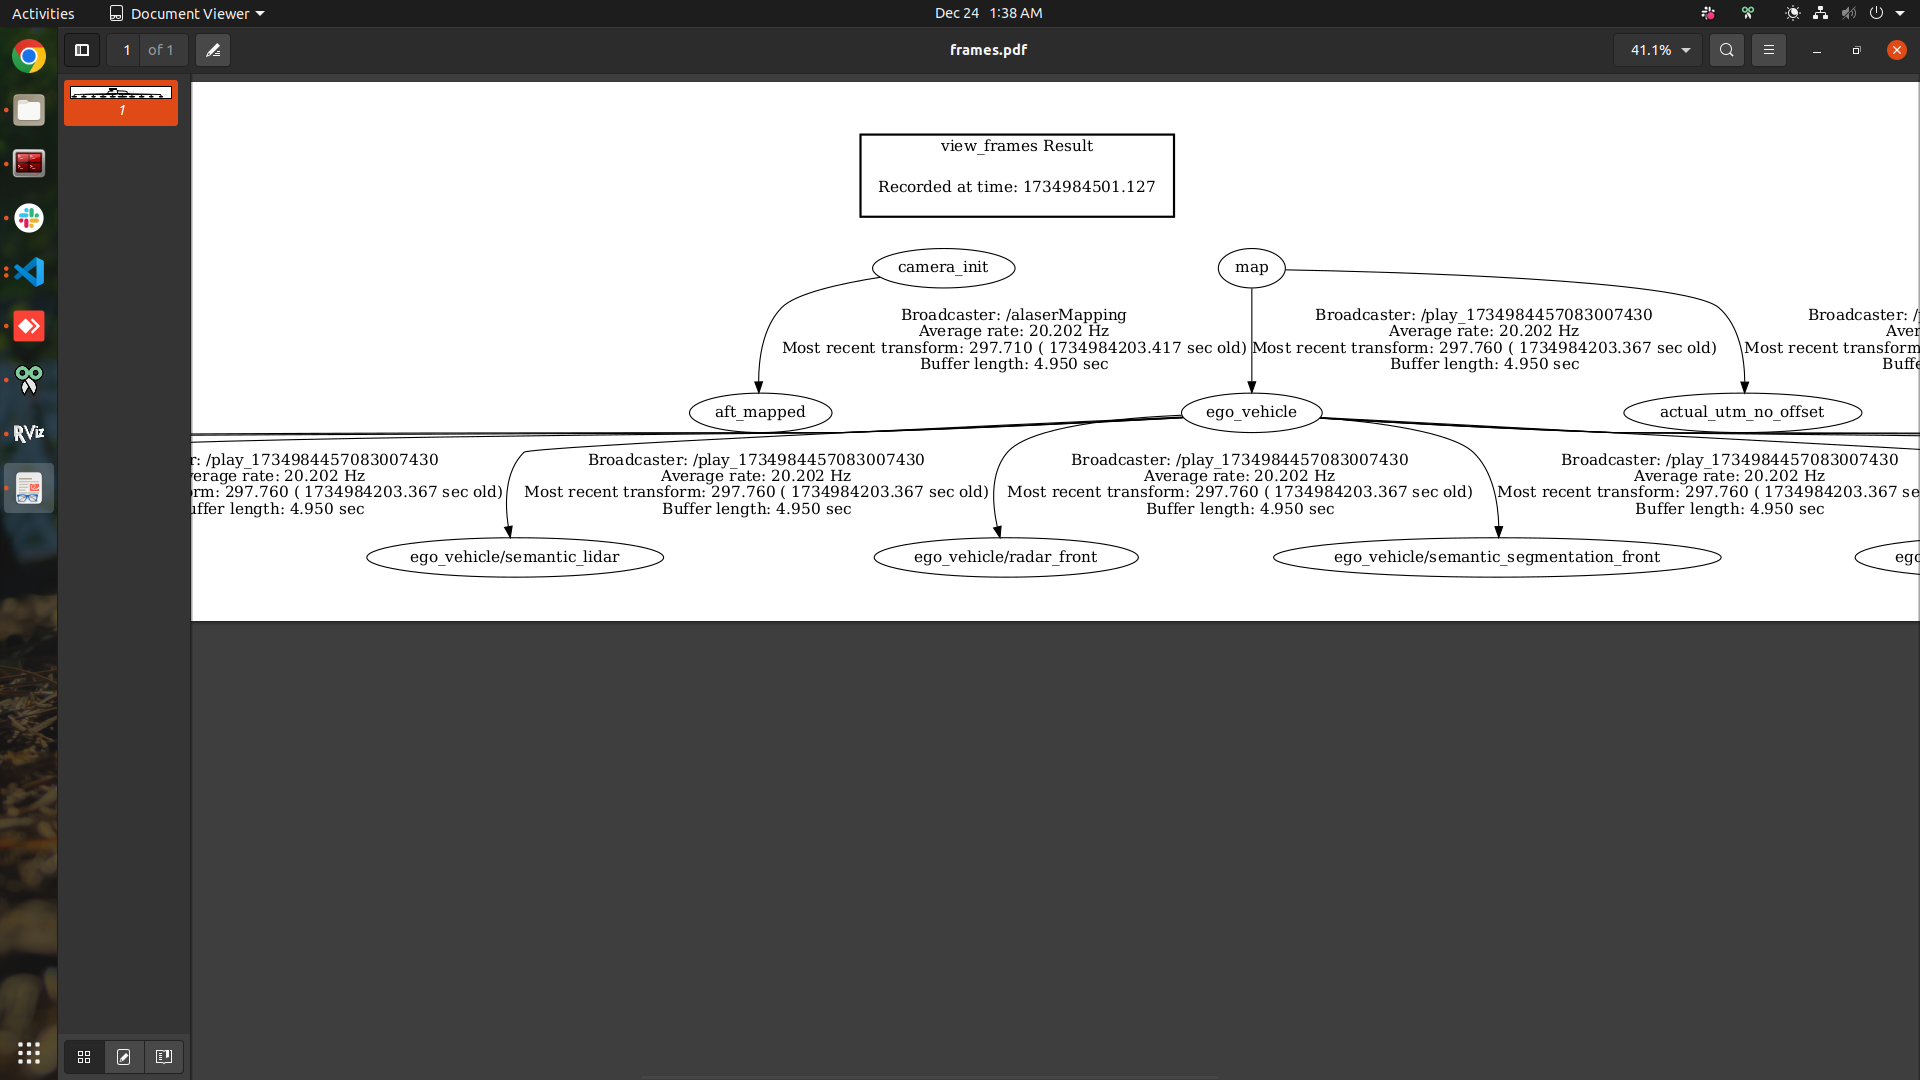 Activities
Document Viewer
Dec 24 1:38 AM
1 of 1
frames.pdf
41.1%
1
view_frames Result
Recorded at time: 1734984501.127
camera_init
map
Broadcaster: /alaserMapping
Average rate: 20.202 Hz
Most recent transform: 297.710 ( 1734984203.417 sec old)
Buffer length: 4.950 sec
Broadcaster: /play_1734984457083007430
Average rate: 20.202 Hz
Most recent transform: 297.760 ( 1734984203.367 sec old)
Buffer length: 4.950 sec
Broadcaster: /p
Aver
Most recent transform
Buffe
aft_mapped
ego_vehicle
actual_utm_no_offset
r: /play_1734984457083007430
verage rate: 20.202 Hz
orm: 297.760 ( 1734984203.367 sec old)
uffer length: 4.950 sec
Broadcaster: /play_1734984457083007430
Average rate: 20.202 Hz
Most recent transform: 297.760 ( 1734984203.367 sec old)
Buffer length: 4.950 sec
Broadcaster: /play_1734984457083007430
Average rate: 20.202 Hz
Most recent transform: 297.760 ( 1734984203.367 sec old)
Buffer length: 4.950 sec
Broadcaster: /play_1734984457083007430
Average rate: 20.202 Hz
Most recent transform: 297.760 ( 1734984203.367 se
Buffer length: 4.950 sec
ego_vehicle/semantic_lidar
ego_vehicle/radar_front
ego_vehicle/semantic_segmentation_front
ego
RViz